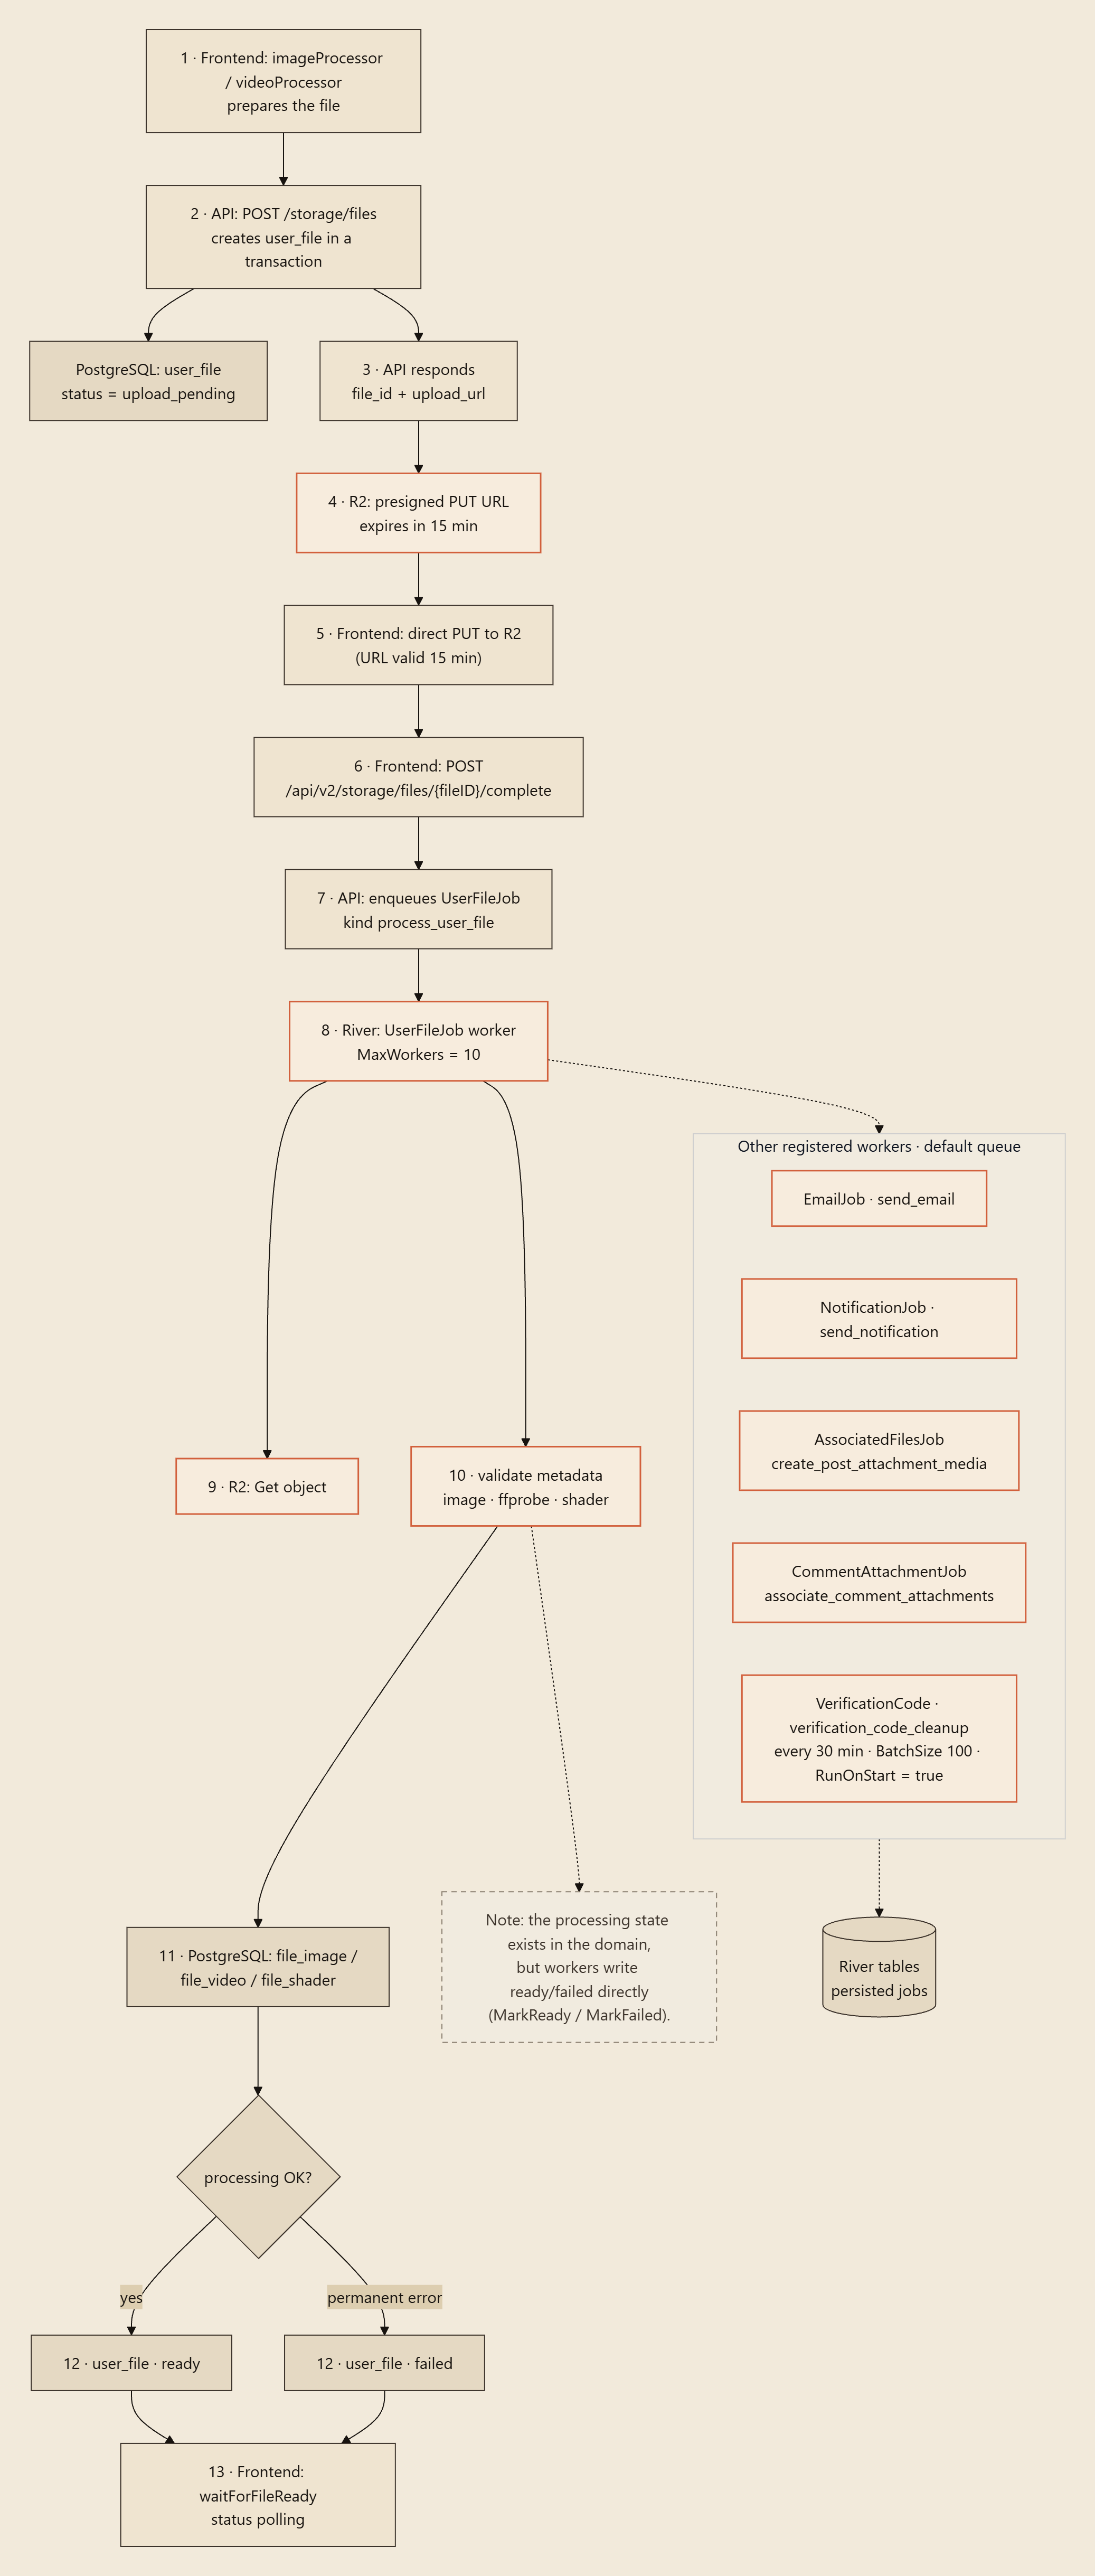 1 · Frontend: imageProcessor
/ videoProcessor
prepares the file
2 · API: POST /storage/files
creates user_file in a
transaction
PostgreSQL: user_file
status = upload_pending
3 · API responds
file_id + upload_url
4 · R2: presigned PUT URL
expires in 15 min
5 · Frontend: direct PUT to R2
(URL valid 15 min)
6 · Frontend: POST
/api/v2/storage/files/{fileID}/complete
7 · API: enqueues UserFileJob
kind process_user_file
8 · River: UserFileJob worker
MaxWorkers = 10
Other registered workers · default queue
EmailJob · send_email
NotificationJob ·
send_notification
AssociatedFilesJob
create_post_attachment_media
CommentAttachmentJob
associate_comment_attachments
VerificationCode ·
verification_code_cleanup
every 30 min · BatchSize 100 ·
RunOnStart = true
9 · R2: Get object
10 · validate metadata
image · ffprobe · shader
11 · PostgreSQL: file_image /
file_video / file_shader
Note: the processing state
exists in the domain,
but workers write
ready/failed directly
(MarkReady / MarkFailed).
River tables
persisted jobs
processing OK?
yes
permanent error
12 · user_file · ready
12 · user_file · failed
13 · Frontend:
waitForFileReady
status polling